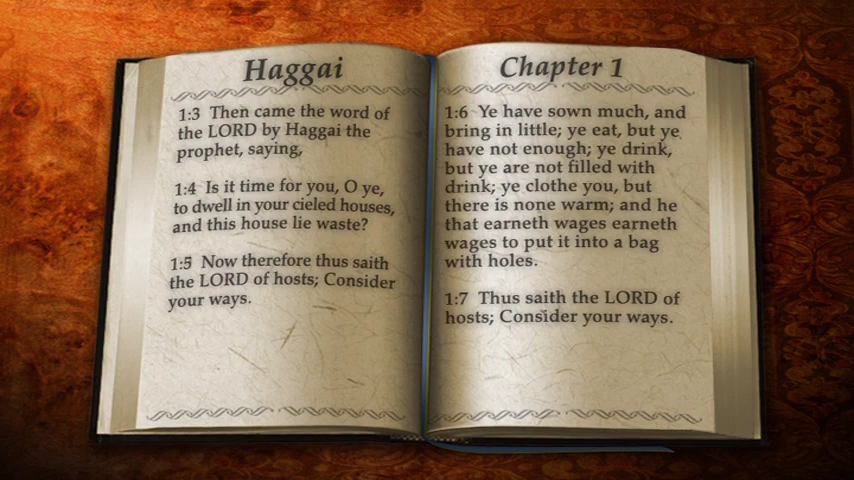 Haggai
1:3 Then came the word of
the LORD by Haggai the
prophet, saying,
1:4 Is it time for you, O ye,
to dwell in your cieled houses,
and this house lie waste?
1:5 Now therefore thus saith
the LORD of hosts; Consider
your ways.
Chapter 1
1:6 Ye have sown much, and
bring in little; ye eat, but ye
have not enough; ye drink,
but ye are not filled with
drink; ye clothe you, but
there is none warm; and he
that earneth wages earneth
wages to put it into a bag
with holes.
1:7 Thus saith the LORD of
hosts; Consider your ways.